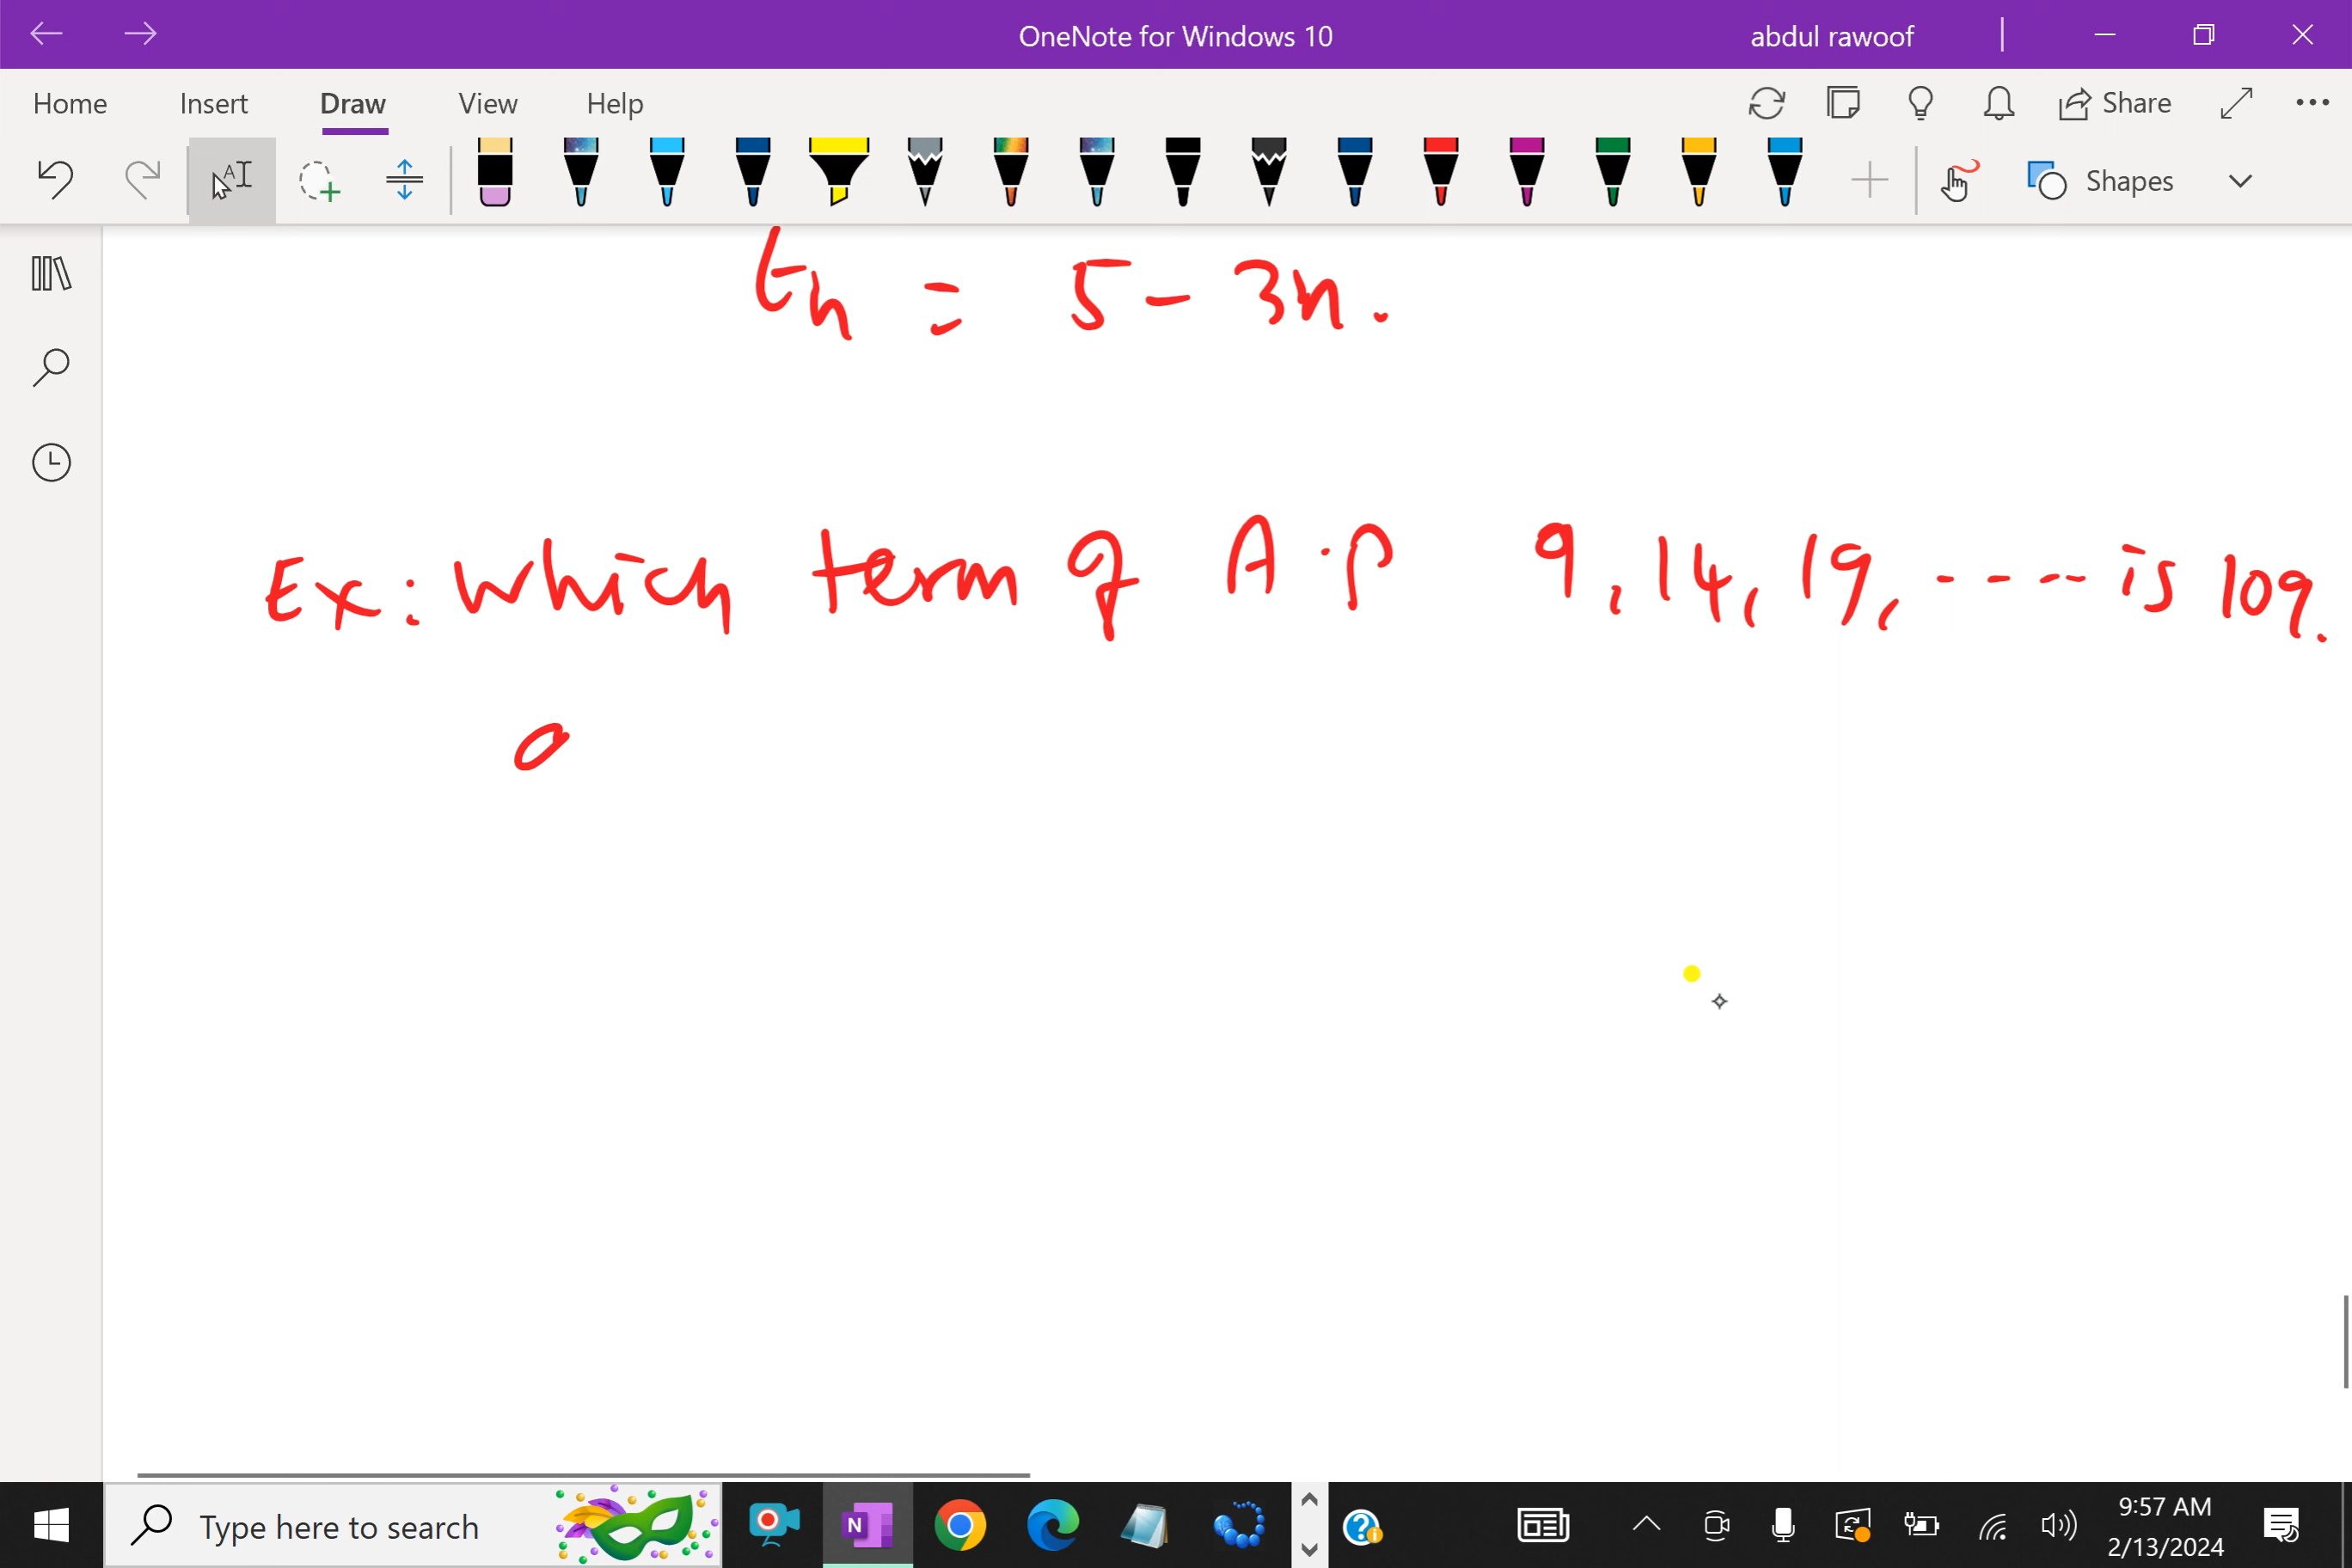 OneNote for Windows 10 abdul rawoof
Home Insert Draw View Help Share
Shapes
tn = 5 - 3n.
Ex: which term of A.P 9, 14, 19, ---- is 109.
a
Type here to search N 9:57 AM
2/13/2024